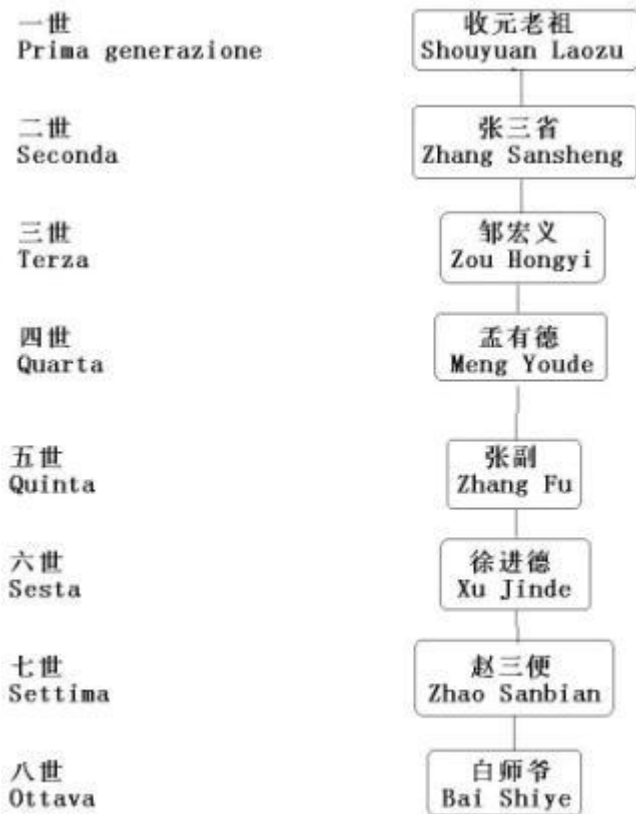 一世
Prima generazione
收元老祖
Shouyuan Laozu
二世
Seconda
张三省
Zhang Sansheng
三世
Terza
邹宏义
Zou Hongyi
四世
Quarta
孟有德
Meng Youde
五世
Quinta
张副
Zhang Fu
六世
Sesta
徐进德
Xu Jinde
七世
Settima
赵三便
Zhao Sanbian
八世
Ottava
白师爷
Bai Shiye